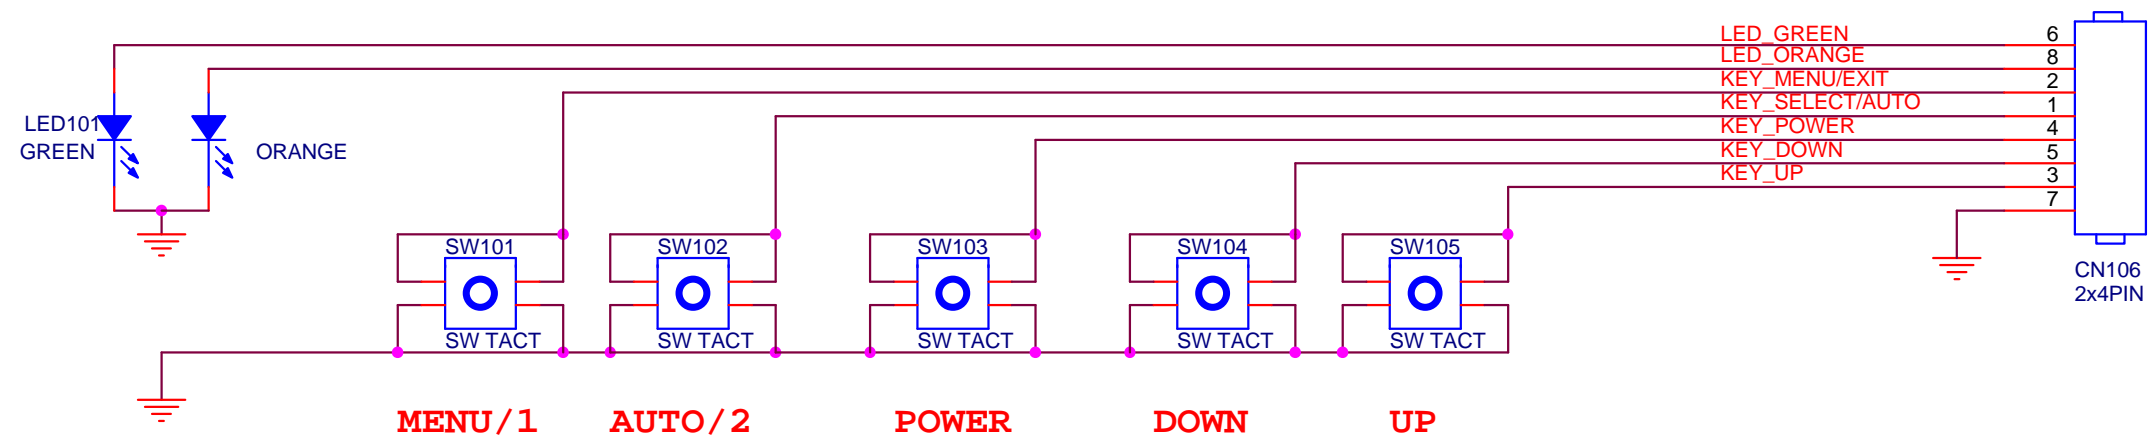 LED_GREEN 6
LED_ORANGE 8
KEY_MENU/EXIT 2
KEY_SELECT/AUTO 1
KEY_POWER 4
KEY_DOWN 5
KEY_UP 3
7
LED101
GREEN
ORANGE
SW101 SW102 SW103 SW104 SW105
CN106
2x4PIN
SW TACT SW TACT SW TACT SW TACT SW TACT
MENU/1 AUTO/2 POWER DOWN UP